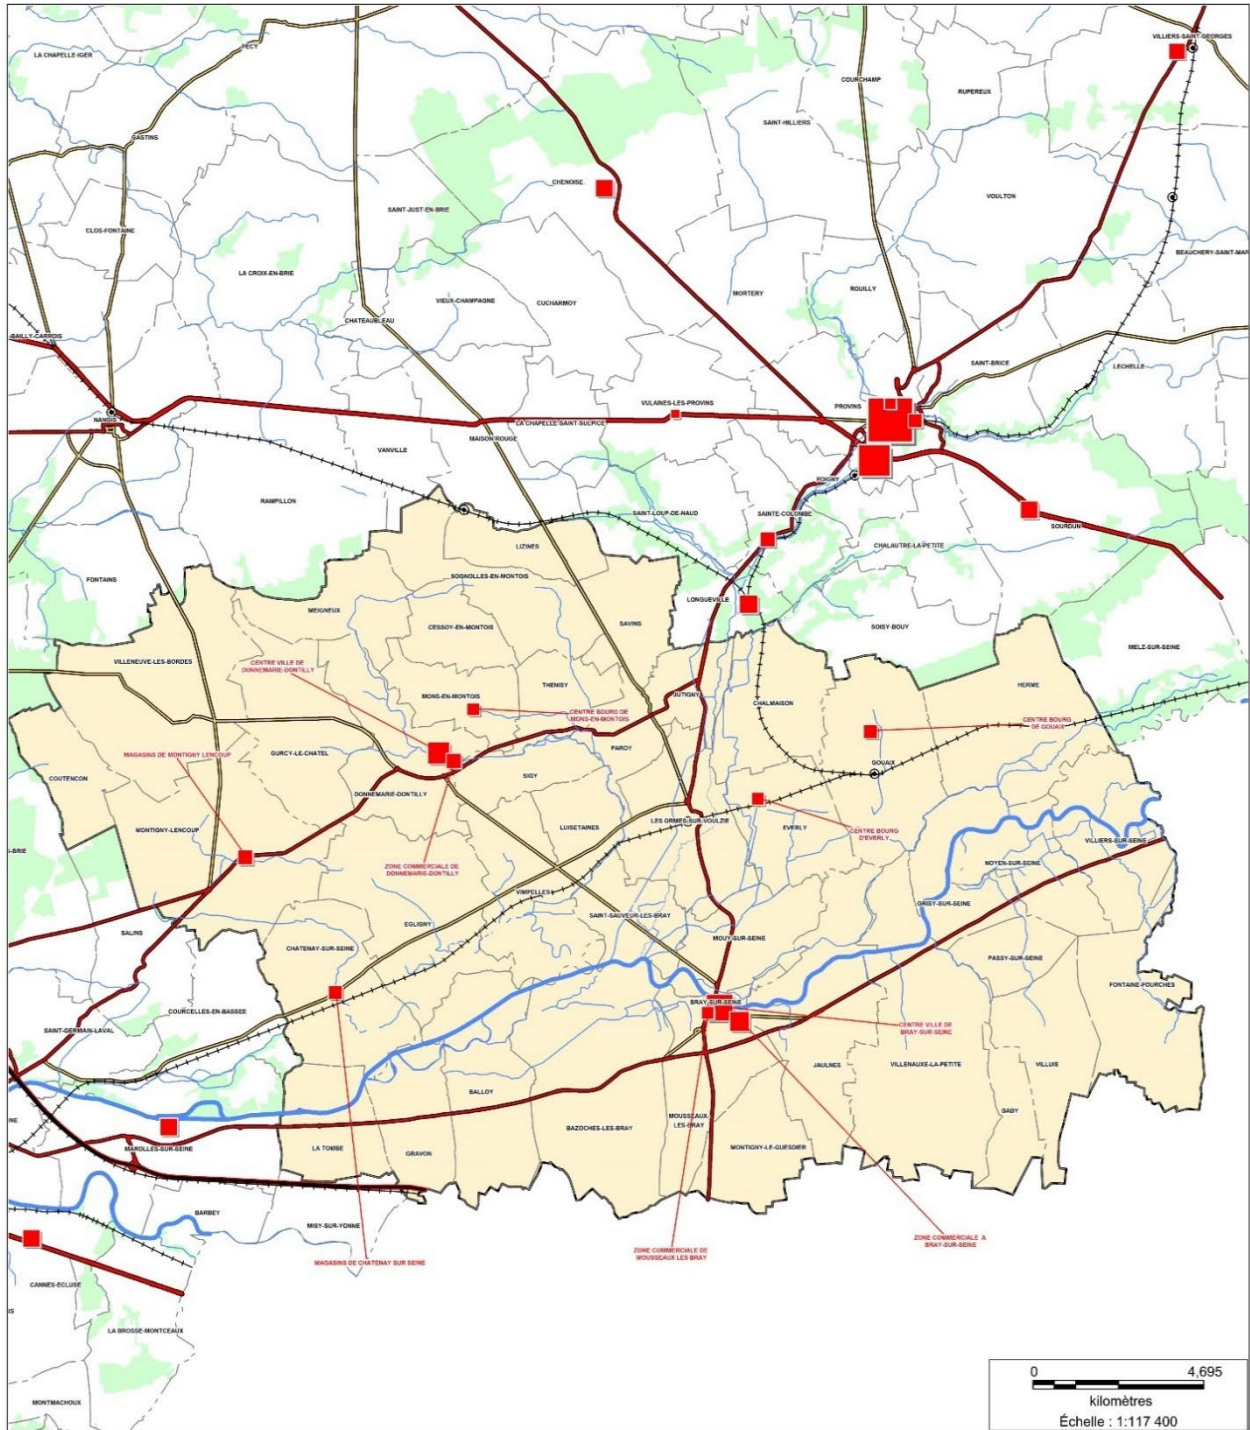 LA CHAPELLE-IGER
PECY
COURCHAMP
VILLIERS-SAINT-GEORGES
RUPEREUX
SAINT-HILLIERS
GASTINS
CHENOISE
VOULTON
SAINT-JUST-EN-BRIE
CLOS-FONTAINE
BEAUCHERY-SAINT-MAR
LA CROIX-EN-BRIE
ROUILLY
MORTERY
VIEUX-CHAMPAGNE
CUCHARMOY
CHATEAUBLEAU
-BAILLY-CARROIS
SAINT-BRICE
LECHELLE
VULAINES-LES-PROVINS
PROVINS
NANGIS
LA CHAPELLE-SAINT-SULPICE
MAISON ROUGE
VANVILLE
POIGNY
RAMPILLON
SAINT-LOUP-DE-NAUD
SAINTE-COLOMBE
SOURDUN
CHALAUTRE-LA-PETITE
LIZINES
FONTAINS
SOGNOLLES-EN-MONTOIS
LONGUEVILLE
MEIGNEUX
CESSOY-EN-MONTOIS
SAVINS
SOISY-BOUY
MELZ-SUR-SEINE
VILLENEUVE-LES-BORDES
CENTRE VILLE DE
DONNEMARIE-DONTILLY
THENISY
HERME
MONS-EN-MONTOIS
JUTIGNY
CHALMAISON
CENTRE BOURG DE
MONS-EN-MONTOIS
CENTRE BOURG
DE GOUAIX
MAGASINS DE MONTIGNY LENCOUP
GURCY-LE-CHATEL
PAROY
GOUAIX
COUTENCON
SIGY
DONNEMARIE-DONTILLY
LES ORMES-SUR-VOULZIE
MONTIGNY-LENCOUP
LUISETAINES
EVERLY
CENTRE BOURG
D'EVERLY
VILLIERS-SUR-SEINE
-BRIE
ZONE COMMERCIALE DE
DONNEMARIE-DONTILLY
NOYEN-SUR-SEINE
VIMPELLES
GRISY-SUR-SEINE
SAINT-SAUVEUR-LES-BRAY
EGLIGNY
SALINS
MOUY-SUR-SEINE
CHATENAY-SUR-SEINE
PASSY-SUR-SEINE
FONTAINE-FOURCHES
BRAY-SUR-SEINE
COURCELLES-EN-BASSEE
SAINT-GERMAIN-LAVAL
CENTRE VILLE DE
BRAY-SUR-SEINE
JAULNES
VILLENAUXE-LA-PETITE
VILLUIS
BALLOY
BABY
MOUSSEAUX-
LES-BRAY
NE
BAZOCHES-LES-BRAY
MAROLLES-SUR-SEINE
LA TOMBE
GRAVON
MONTIGNY-LE-GUESDIER
BARBEY
MISY-SUR-YONNE
ZONE COMMERCIALE A
BRAY-SUR-SEINE
ZONE COMMERCIALE DE
MOUSSEAUX LES BRAY
MAGASINS DE CHATENAY SUR SEINE
CANNES-ECLUSE
IS
LA BROSSE-MONTCEAUX
MONTMACHOUX
0 4,695
kilomètres
Échelle : 1:117 400